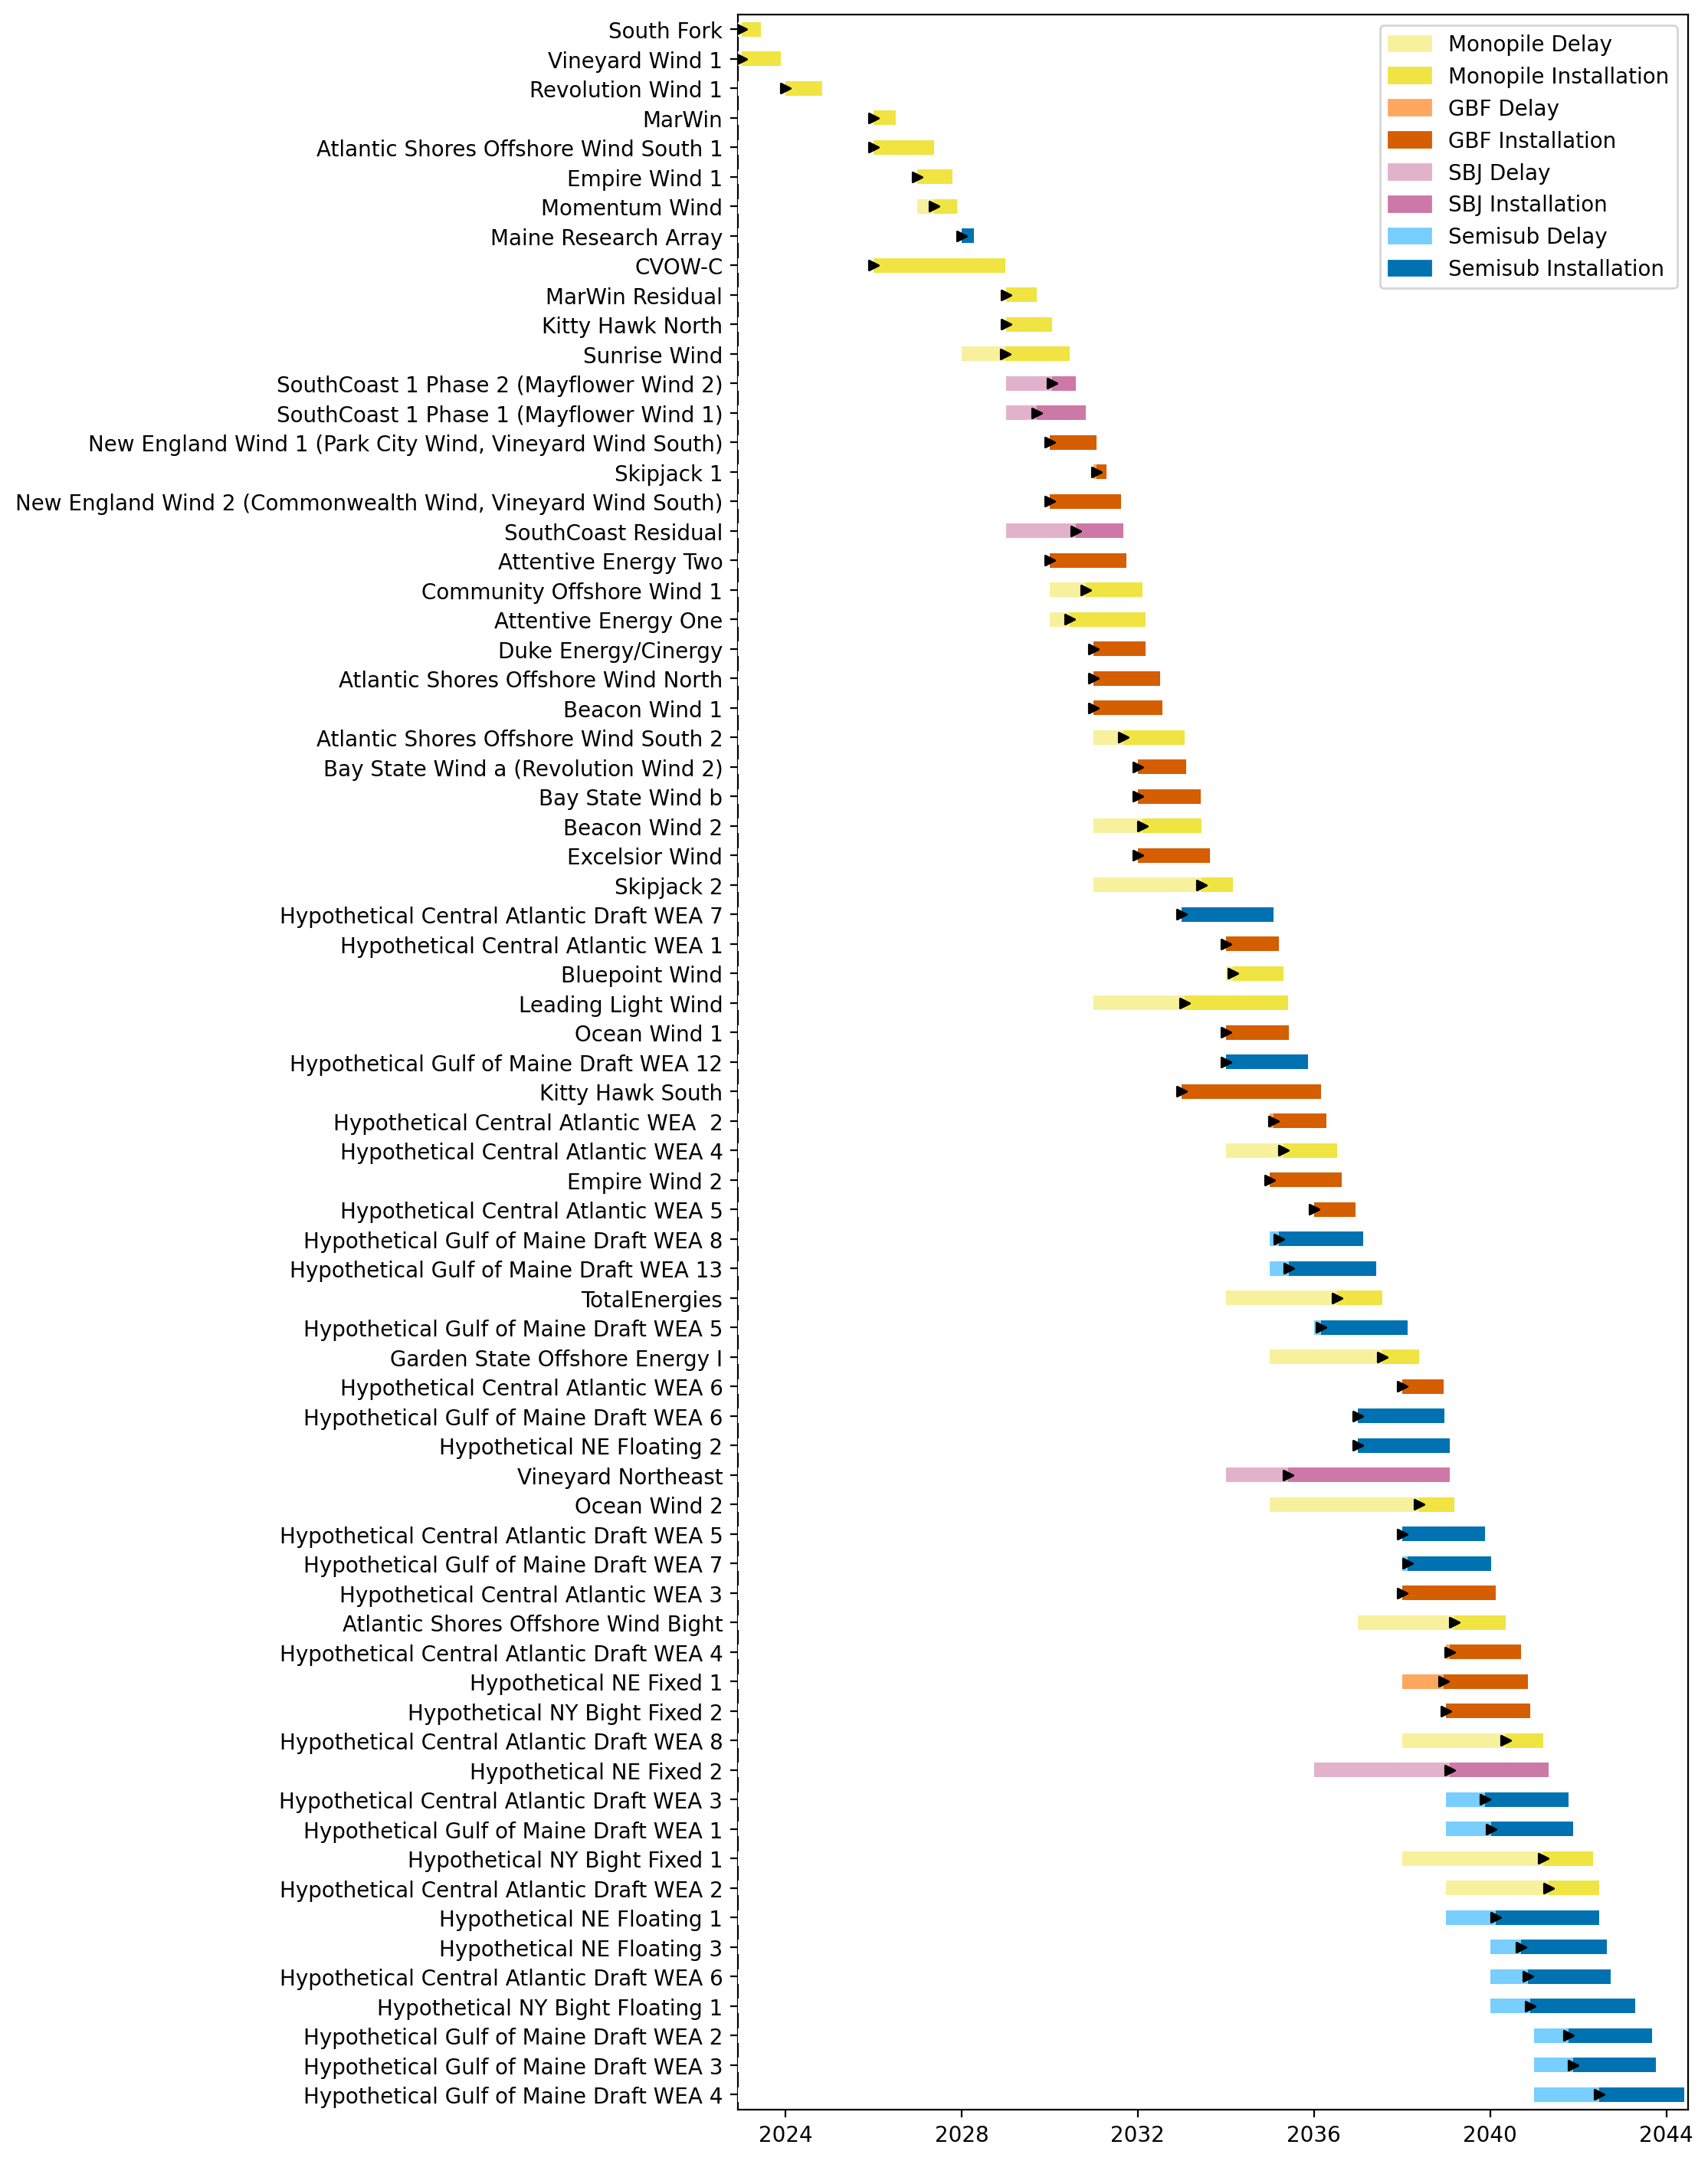 South Fork
Vineyard Wind 1
Revolution Wind 1
MarWin
Atlantic Shores Offshore Wind South 1
Empire Wind 1
Momentum Wind
Maine Research Array
CVOW-C
MarWin Residual
Kitty Hawk North
Sunrise Wind
SouthCoast 1 Phase 2 (Mayflower Wind 2)
SouthCoast 1 Phase 1 (Mayflower Wind 1)
New England Wind 1 (Park City Wind, Vineyard Wind South)
Skipjack 1
New England Wind 2 (Commonwealth Wind, Vineyard Wind South)
SouthCoast Residual
Attentive Energy Two
Community Offshore Wind 1
Attentive Energy One
Duke Energy/Cinergy
Atlantic Shores Offshore Wind North
Beacon Wind 1
Atlantic Shores Offshore Wind South 2
Bay State Wind a (Revolution Wind 2)
Bay State Wind b
Beacon Wind 2
Excelsior Wind
Skipjack 2
Hypothetical Central Atlantic Draft WEA 7
Hypothetical Central Atlantic WEA 1
Bluepoint Wind
Leading Light Wind
Ocean Wind 1
Hypothetical Gulf of Maine Draft WEA 12
Kitty Hawk South
Hypothetical Central Atlantic WEA  2
Hypothetical Central Atlantic WEA 4
Empire Wind 2
Hypothetical Central Atlantic WEA 5
Hypothetical Gulf of Maine Draft WEA 8
Hypothetical Gulf of Maine Draft WEA 13
TotalEnergies
Hypothetical Gulf of Maine Draft WEA 5
Garden State Offshore Energy I
Hypothetical Central Atlantic WEA 6
Hypothetical Gulf of Maine Draft WEA 6
Hypothetical NE Floating 2
Vineyard Northeast
Ocean Wind 2
Hypothetical Central Atlantic Draft WEA 5
Hypothetical Gulf of Maine Draft WEA 7
Hypothetical Central Atlantic WEA 3
Atlantic Shores Offshore Wind Bight
Hypothetical Central Atlantic Draft WEA 4
Hypothetical NE Fixed 1
Hypothetical NY Bight Fixed 2
Hypothetical Central Atlantic Draft WEA 8
Hypothetical NE Fixed 2
Hypothetical Central Atlantic Draft WEA 3
Hypothetical Gulf of Maine Draft WEA 1
Hypothetical NY Bight Fixed 1
Hypothetical Central Atlantic Draft WEA 2
Hypothetical NE Floating 1
Hypothetical NE Floating 3
Hypothetical Central Atlantic Draft WEA 6
Hypothetical NY Bight Floating 1
Hypothetical Gulf of Maine Draft WEA 2
Hypothetical Gulf of Maine Draft WEA 3
Hypothetical Gulf of Maine Draft WEA 4
Monopile Delay
Monopile Installation
GBF Delay
GBF Installation
SBJ Delay
SBJ Installation
Semisub Delay
Semisub Installation
2024 2028 2032 2036 2040 2044